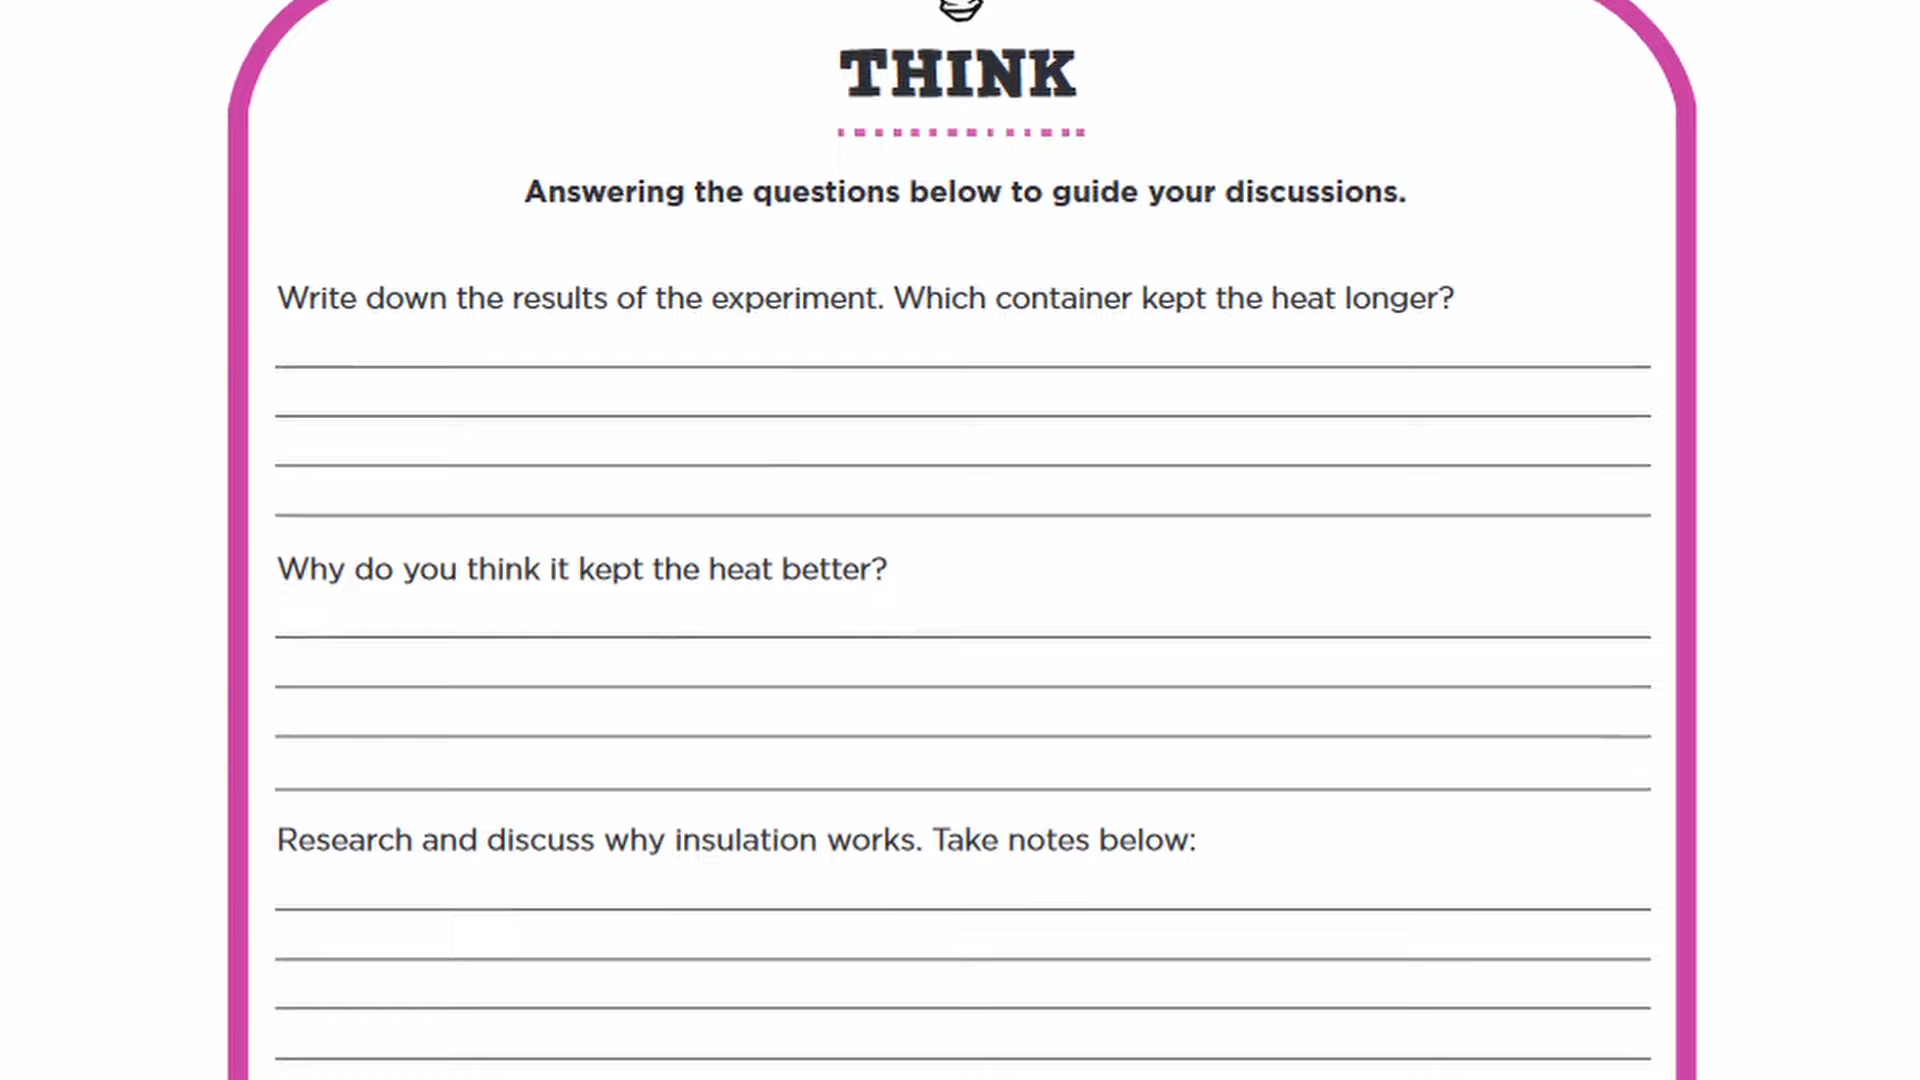 THINK
Answering the questions below to guide your discussions.
Write down the results of the experiment. Which container kept the heat longer?
Why do you think it kept the heat better?
Research and discuss why insulation works. Take notes below: